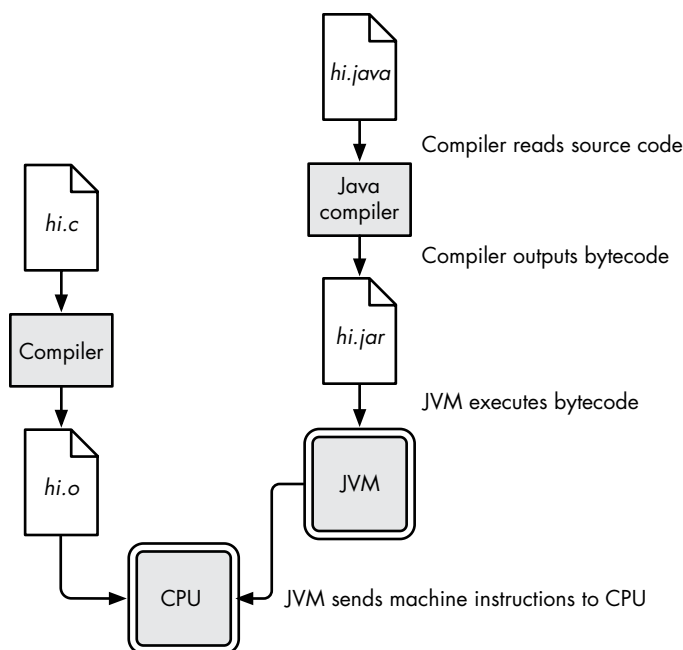 hi.java
Compiler reads source code
Java
compiler
hi.c
Compiler outputs bytecode
hi.jar
Compiler
JVM executes bytecode
hi.o
JVM
CPU
JVM sends machine instructions to CPU